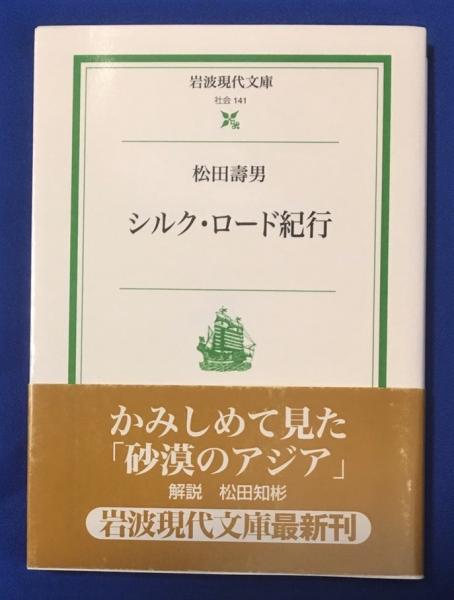 岩波現代文庫
社会 141
松田壽男
シルク・ロード紀行
かみしめて見た
「砂漠のアジア」
解説 松田知彬
岩波現代文庫最新刊